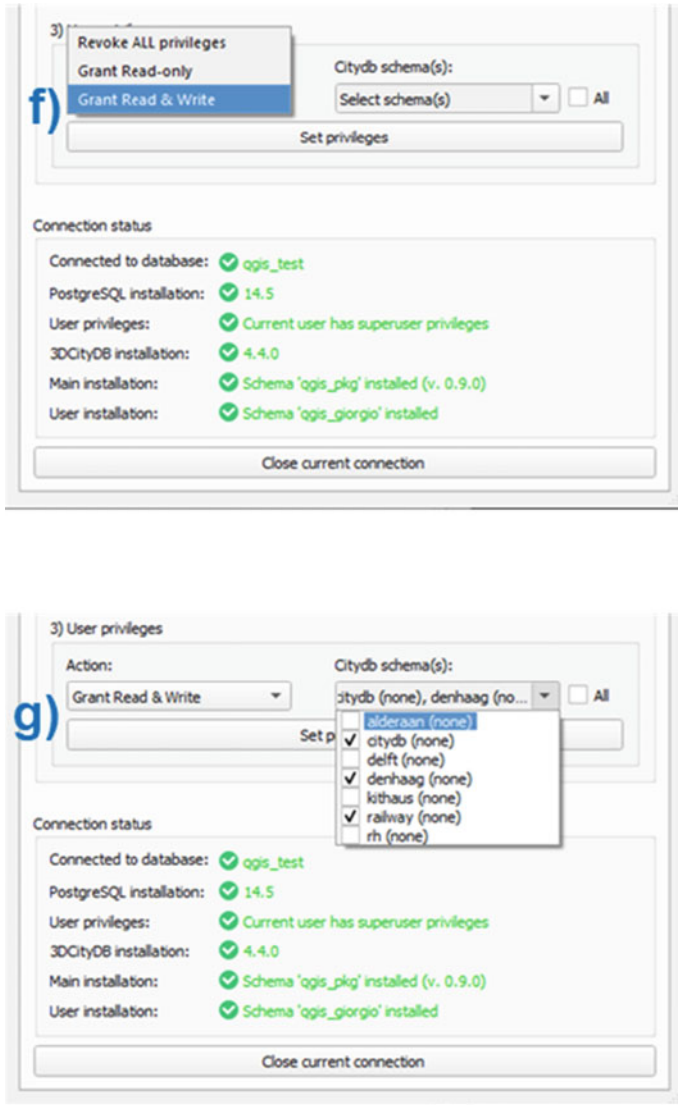 3)
Revoke ALL privileges
Grant Read-only
Citydb schema(s):
f)
Grant Read & Write
Select schema(s)
All
Set privileges
Connection status
Connected to database: qgis_test
PostgreSQL installation: 14.5
User privileges: Current user has superuser privileges
3DCityDB installation: 4.4.0
Main installation: Schema 'qgis_pkg' installed (v. 0.9.0)
User installation: Schema 'qgis_giorgio' installed
Close current connection
3) User privileges
Action:
Citydb schema(s):
g)
Grant Read & Write
citydb (none), denhaag (no...
All
Set p
alderaan (none)
citydb (none)
delft (none)
denhaag (none)
kithaus (none)
railway (none)
rh (none)
Connection status
Connected to database: qgis_test
PostgreSQL installation: 14.5
User privileges: Current user has superuser privileges
3DCityDB installation: 4.4.0
Main installation: Schema 'qgis_pkg' installed (v. 0.9.0)
User installation: Schema 'qgis_giorgio' installed
Close current connection